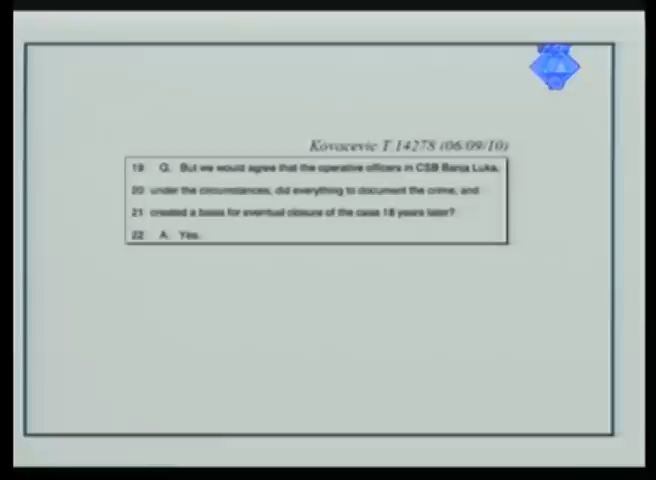 Kovacevic T.14278 (06/09/10)
19 Q. But we would agree that the operative officers in CSB Banja Luka,
20 under the circumstances, did everything to document the crime, and
21 created a basis for eventual closure of the case 18 years later?
22 A. Yes.